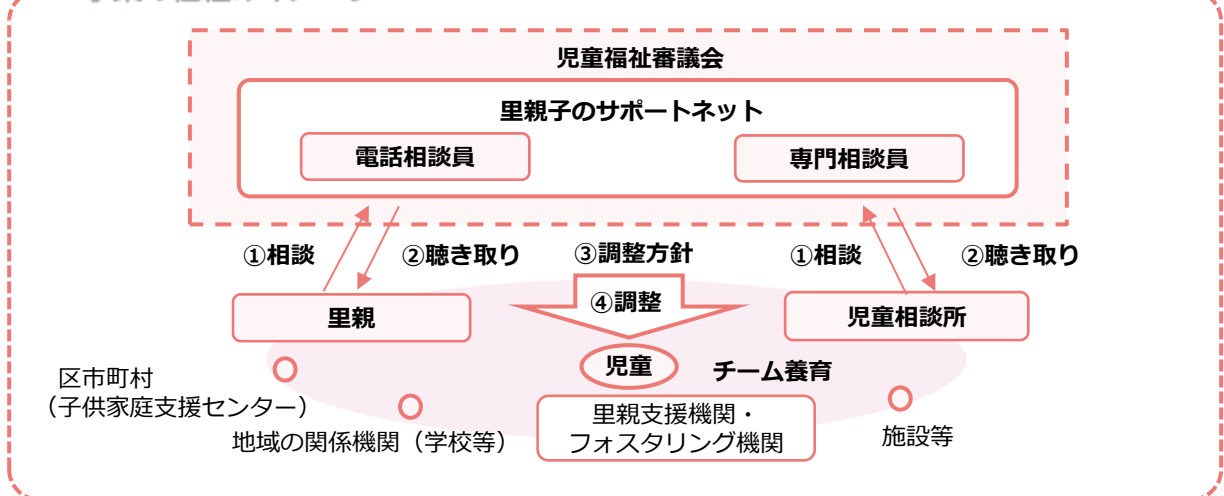 児童福祉審議会
里親子のサポートネット
電話相談員
専門相談員
①相談
②聴き取り
③調整方針
①相談
②聴き取り
④調整
里親
児童相談所
児童
チーム養育
区市町村
（子供家庭支援センター）
里親支援機関・
フォスタリング機関
地域の関係機関（学校等）
施設等